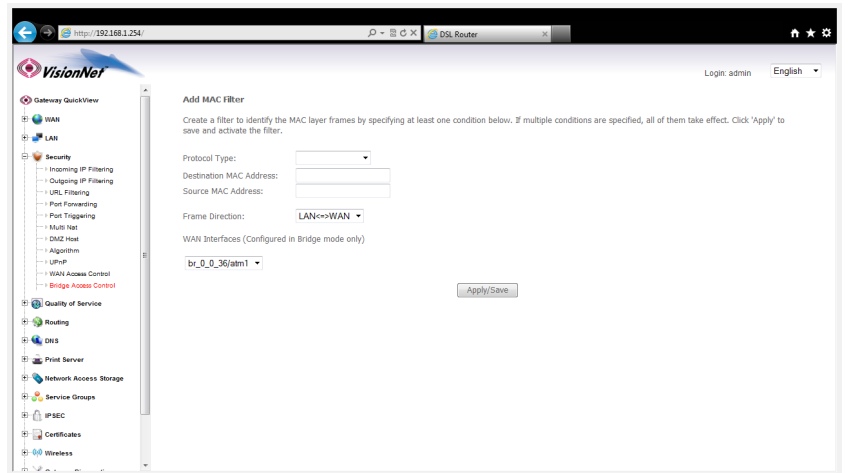 http://192.168.1.254/
DSL Router
VisionNet
Login: admin
English
Gateway QuickView
WAN
LAN
Security
Incoming IP Filtering
Outgoing IP Filtering
URL Filtering
Port Forwarding
Port Triggering
Multi Nat
DMZ Host
Algorithm
UPnP
WAN Access Control
Bridge Access Control
Quality of Service
Routing
DNS
Print Server
Network Access Storage
Service Groups
IPSEC
Certificates
Wireless
Add MAC Filter
Create a filter to identify the MAC layer frames by specifying at least one condition below. If multiple conditions are specified, all of them take effect. Click 'Apply' to
save and activate the filter.
Protocol Type:
Destination MAC Address:
Source MAC Address:
Frame Direction: LAN<=>WAN
WAN Interfaces (Configured in Bridge mode only)
br_0_0_36/atm1
Apply/Save